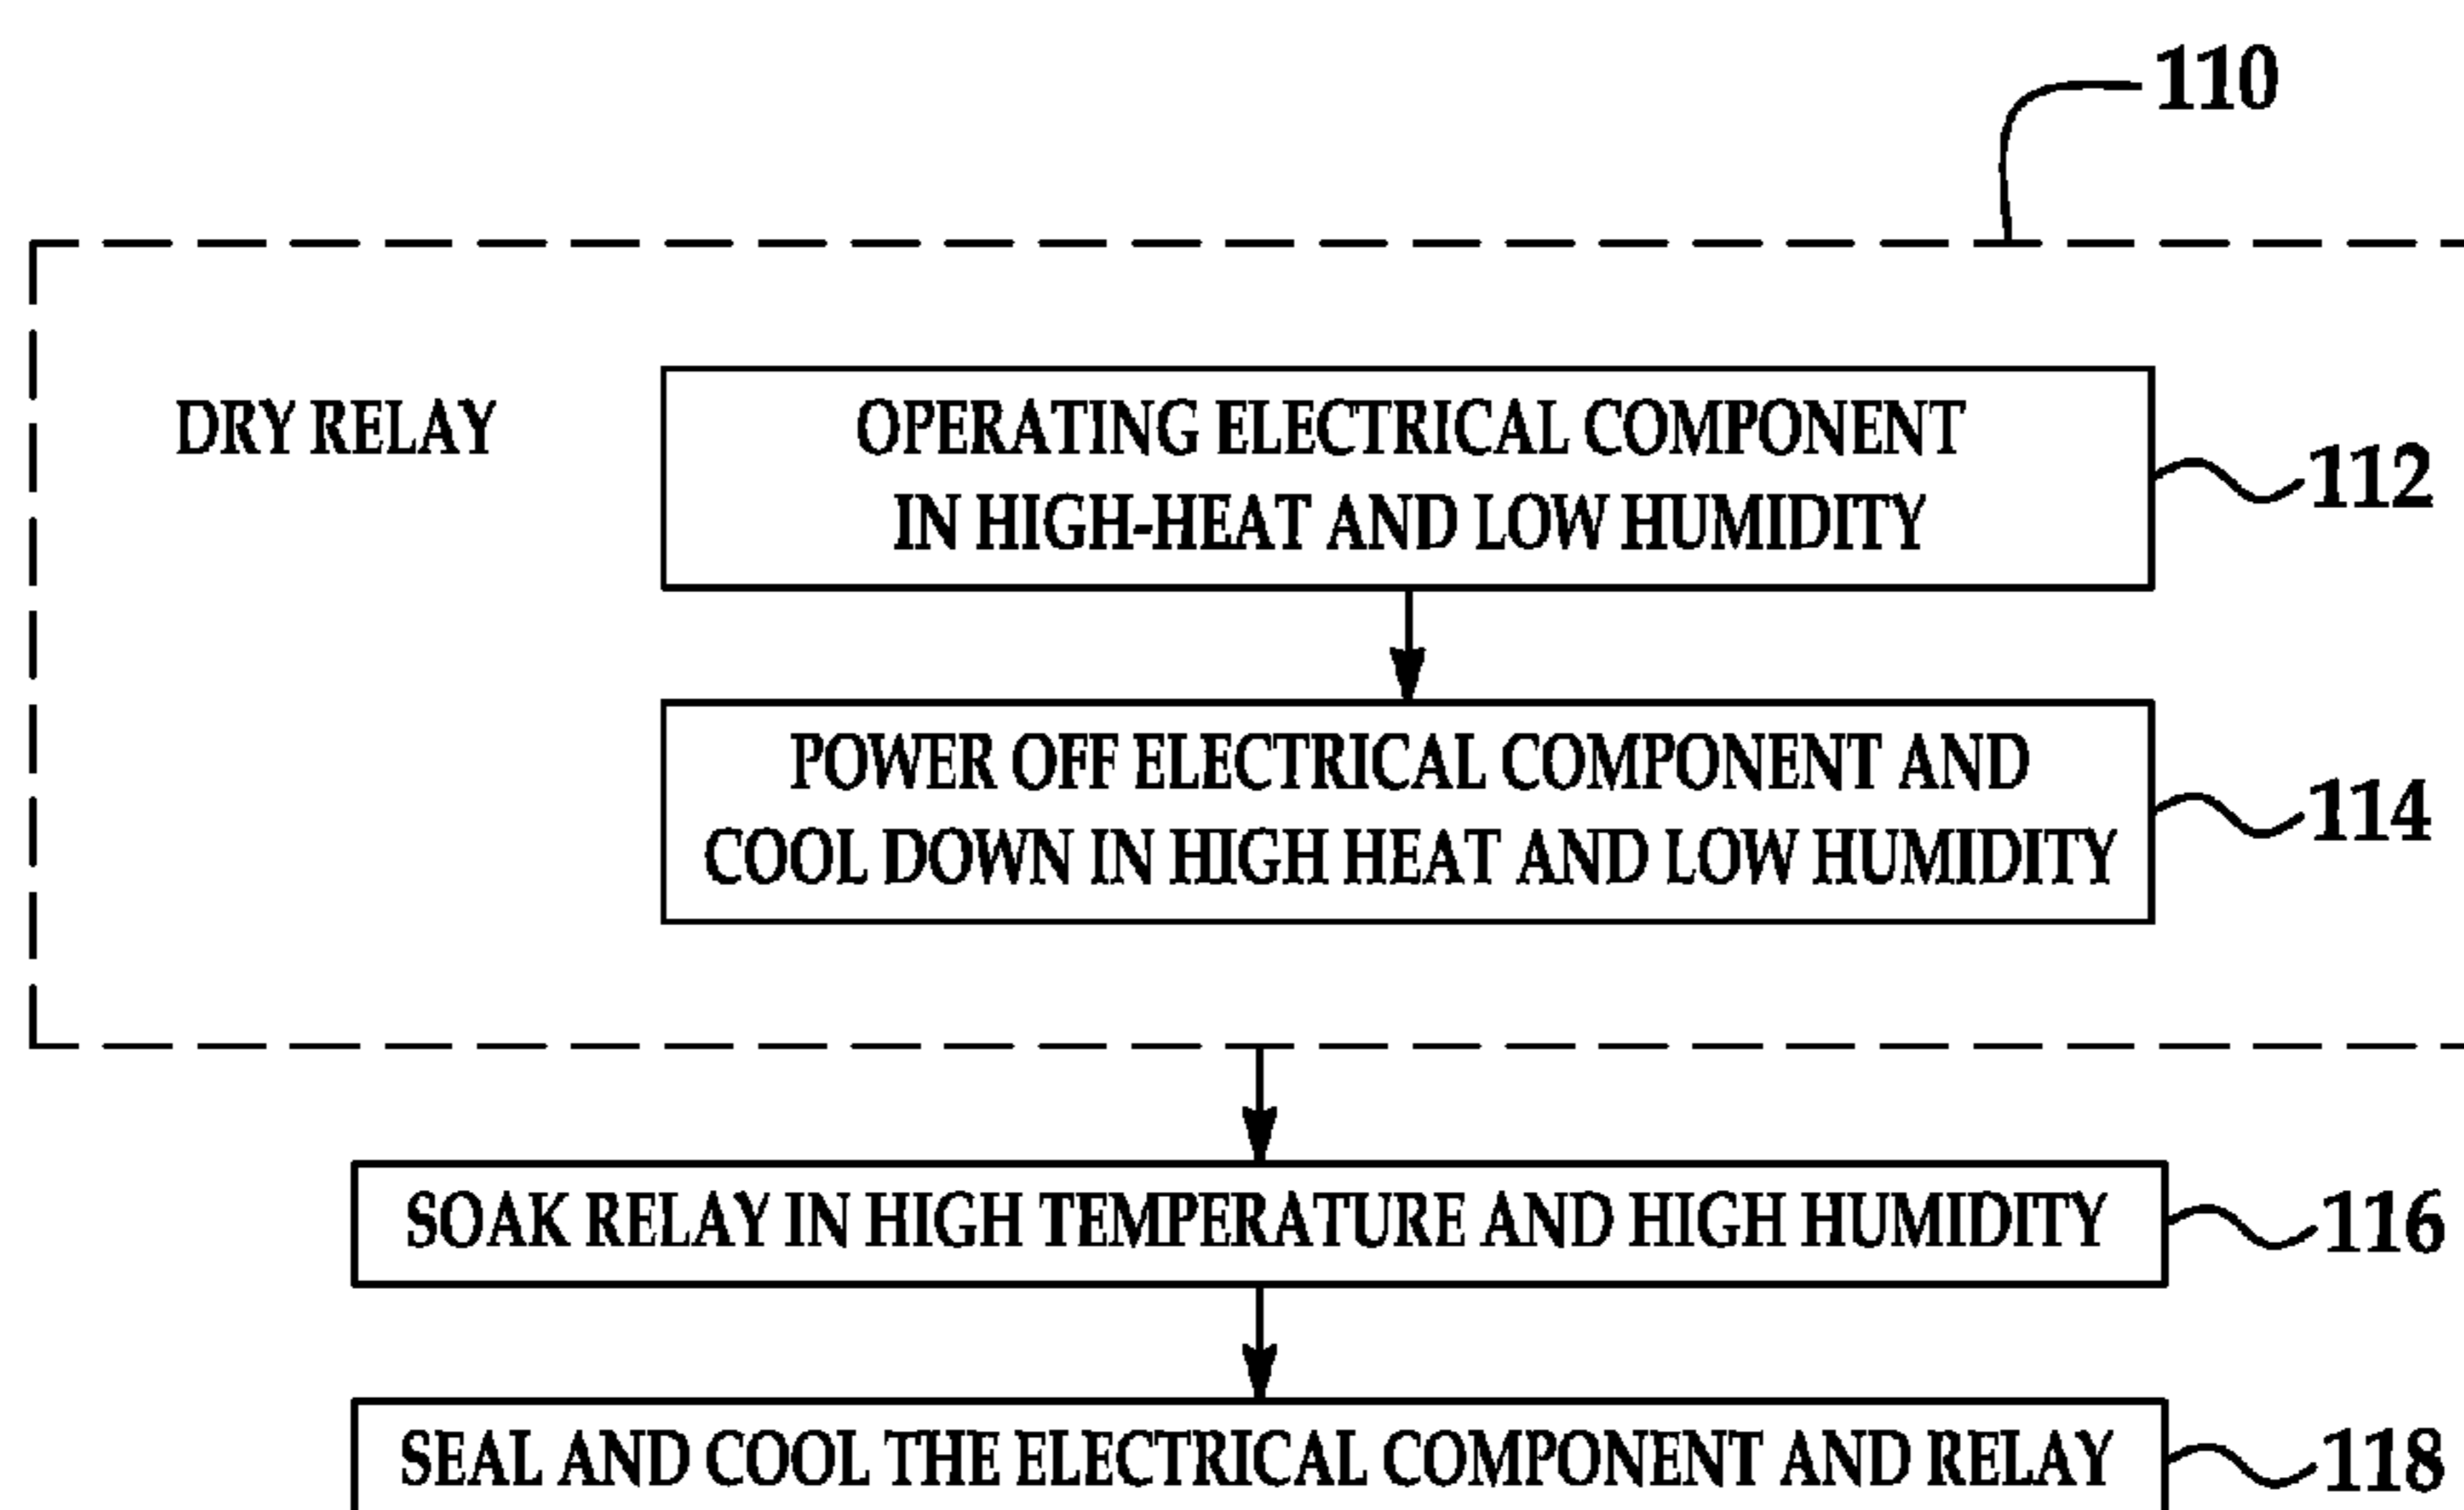 110
DRY RELAY
OPERATING ELECTRICAL COMPONENT
IN HIGH-HEAT AND LOW HUMIDITY
112
POWER OFF ELECTRICAL COMPONENT AND
COOL DOWN IN HIGH HEAT AND LOW HUMIDITY
114
SOAK RELAY IN HIGH TEMPERATURE AND HIGH HUMIDITY
116
SEAL AND COOL THE ELECTRICAL COMPONENT AND RELAY
118